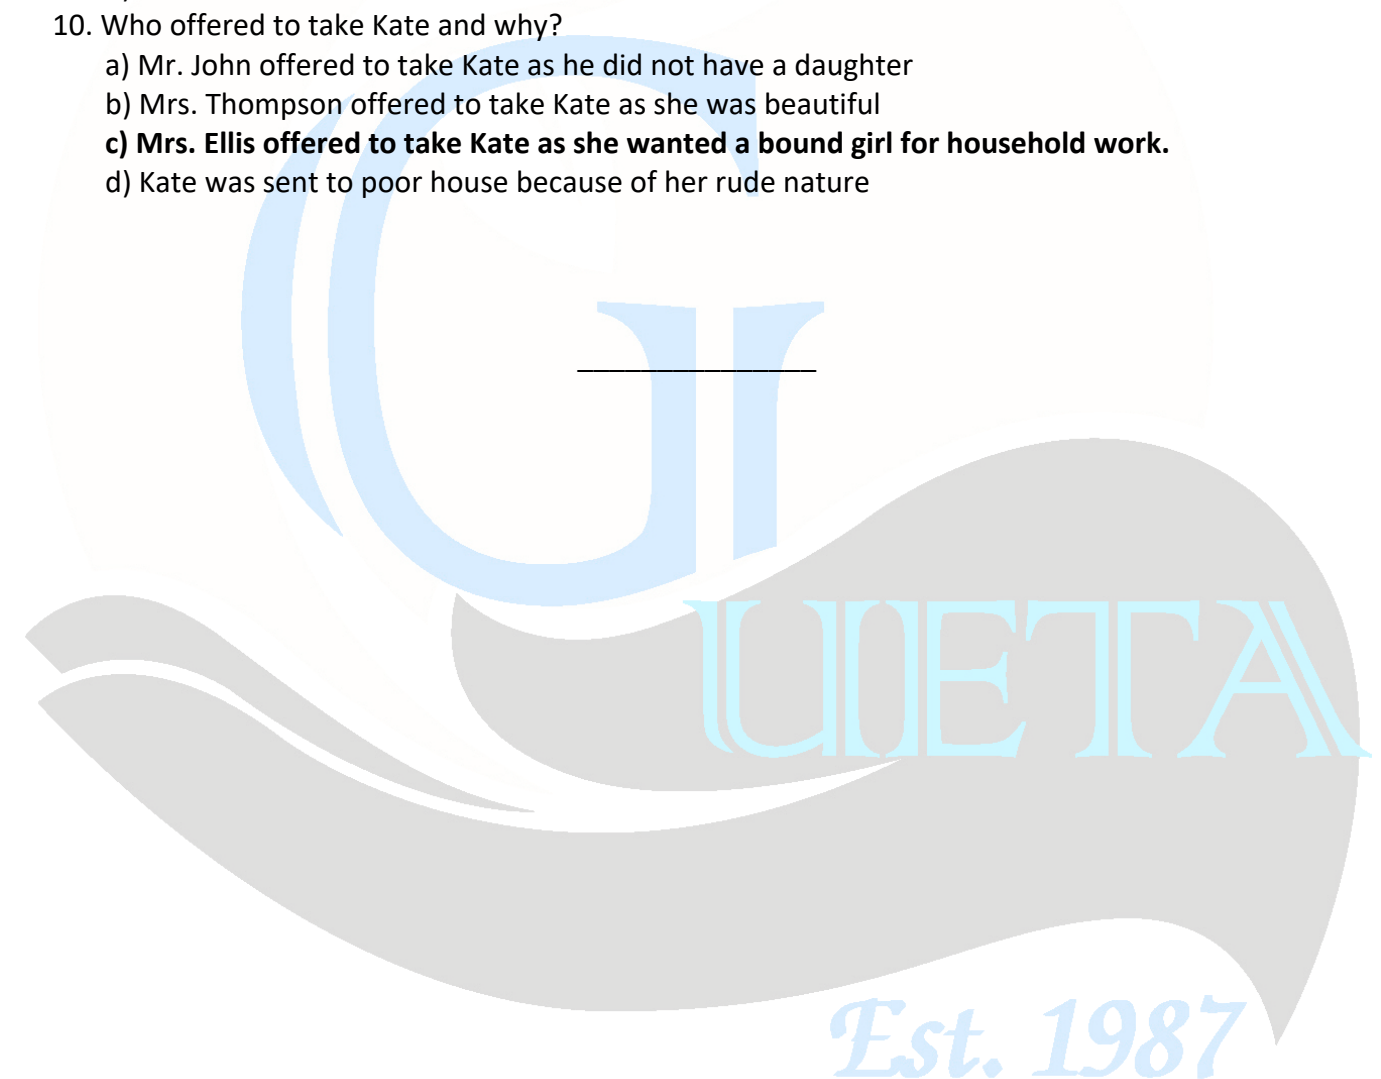 10. Who offered to take Kate and why?
a) Mr. John offered to take Kate as he did not have a daughter
b) Mrs. Thompson offered to take Kate as she was beautiful
c) Mrs. Ellis offered to take Kate as she wanted a bound girl for household work.
d) Kate was sent to poor house because of her rude nature
_______________
G
UIETA
Est. 1987